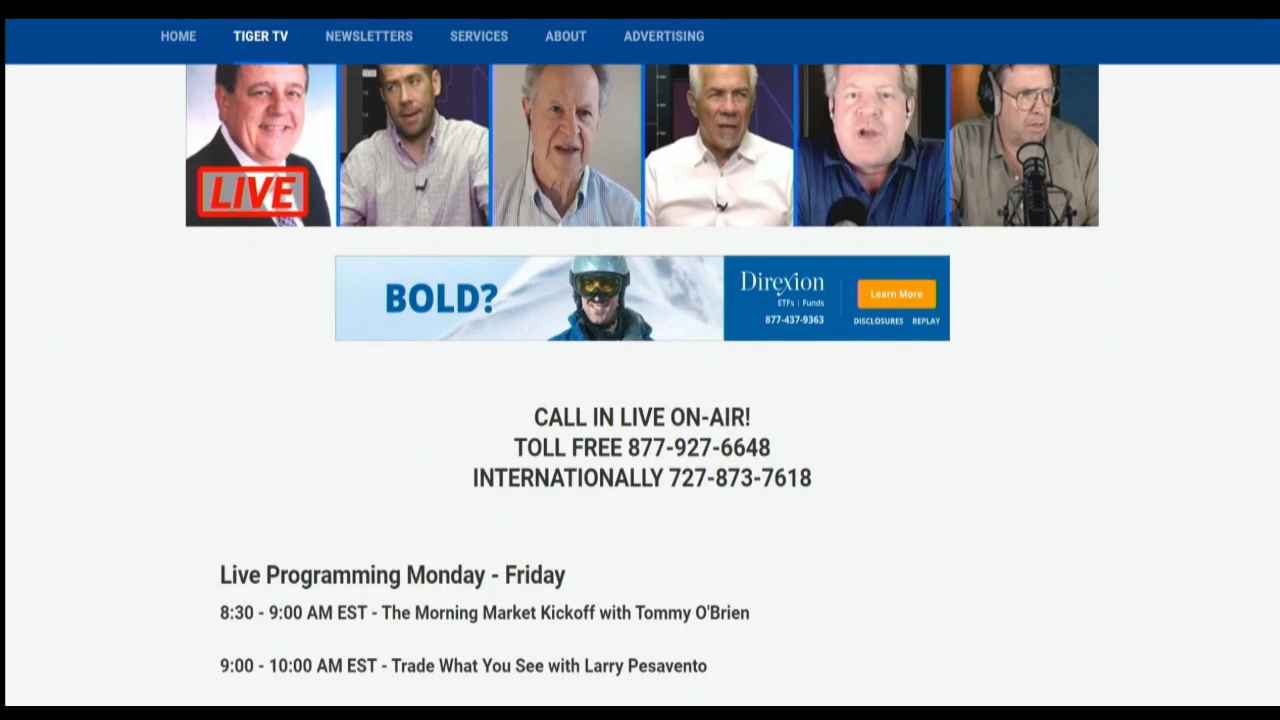 HOME TIGER TV NEWSLETTERS SERVICES ABOUT ADVERTISING
LIVE
BOLD?
Direxion
ETFs | Funds
877-437-9363
Learn More
DISCLOSURES REPLAY
CALL IN LIVE ON-AIR!
TOLL FREE 877-927-6648
INTERNATIONALLY 727-873-7618
Live Programming Monday - Friday
8:30 - 9:00 AM EST - The Morning Market Kickoff with Tommy O'Brien
9:00 - 10:00 AM EST - Trade What You See with Larry Pesavento